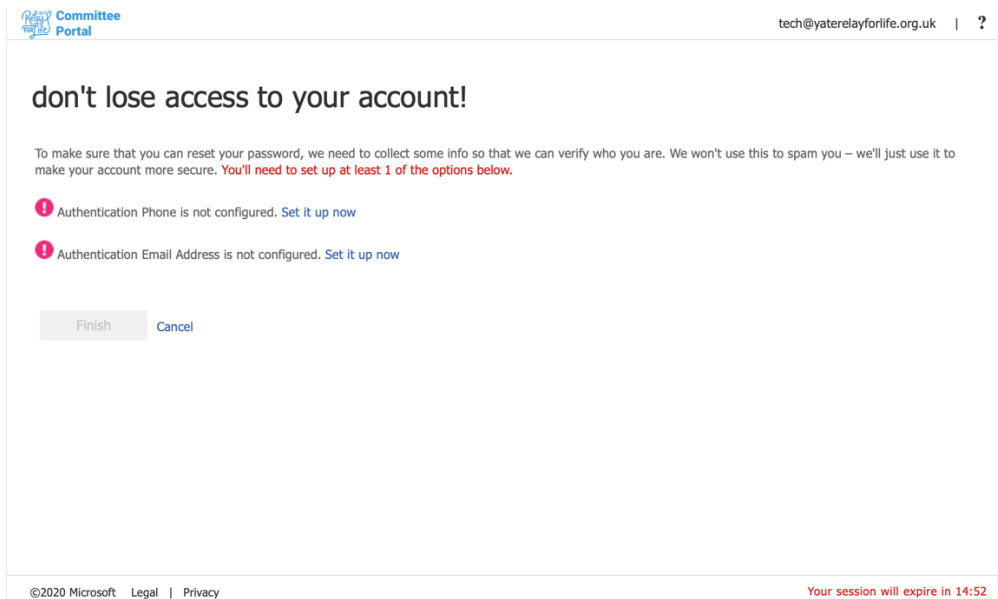 Relay FOR LIFE Committee Portal
tech@yaterelayforlife.org.uk | ?
don't lose access to your account!
To make sure that you can reset your password, we need to collect some info so that we can verify who you are. We won't use this to spam you – we'll just use it to
make your account more secure. You'll need to set up at least 1 of the options below.
! Authentication Phone is not configured. Set it up now
! Authentication Email Address is not configured. Set it up now
Finish Cancel
©2020 Microsoft Legal | Privacy
Your session will expire in 14:52